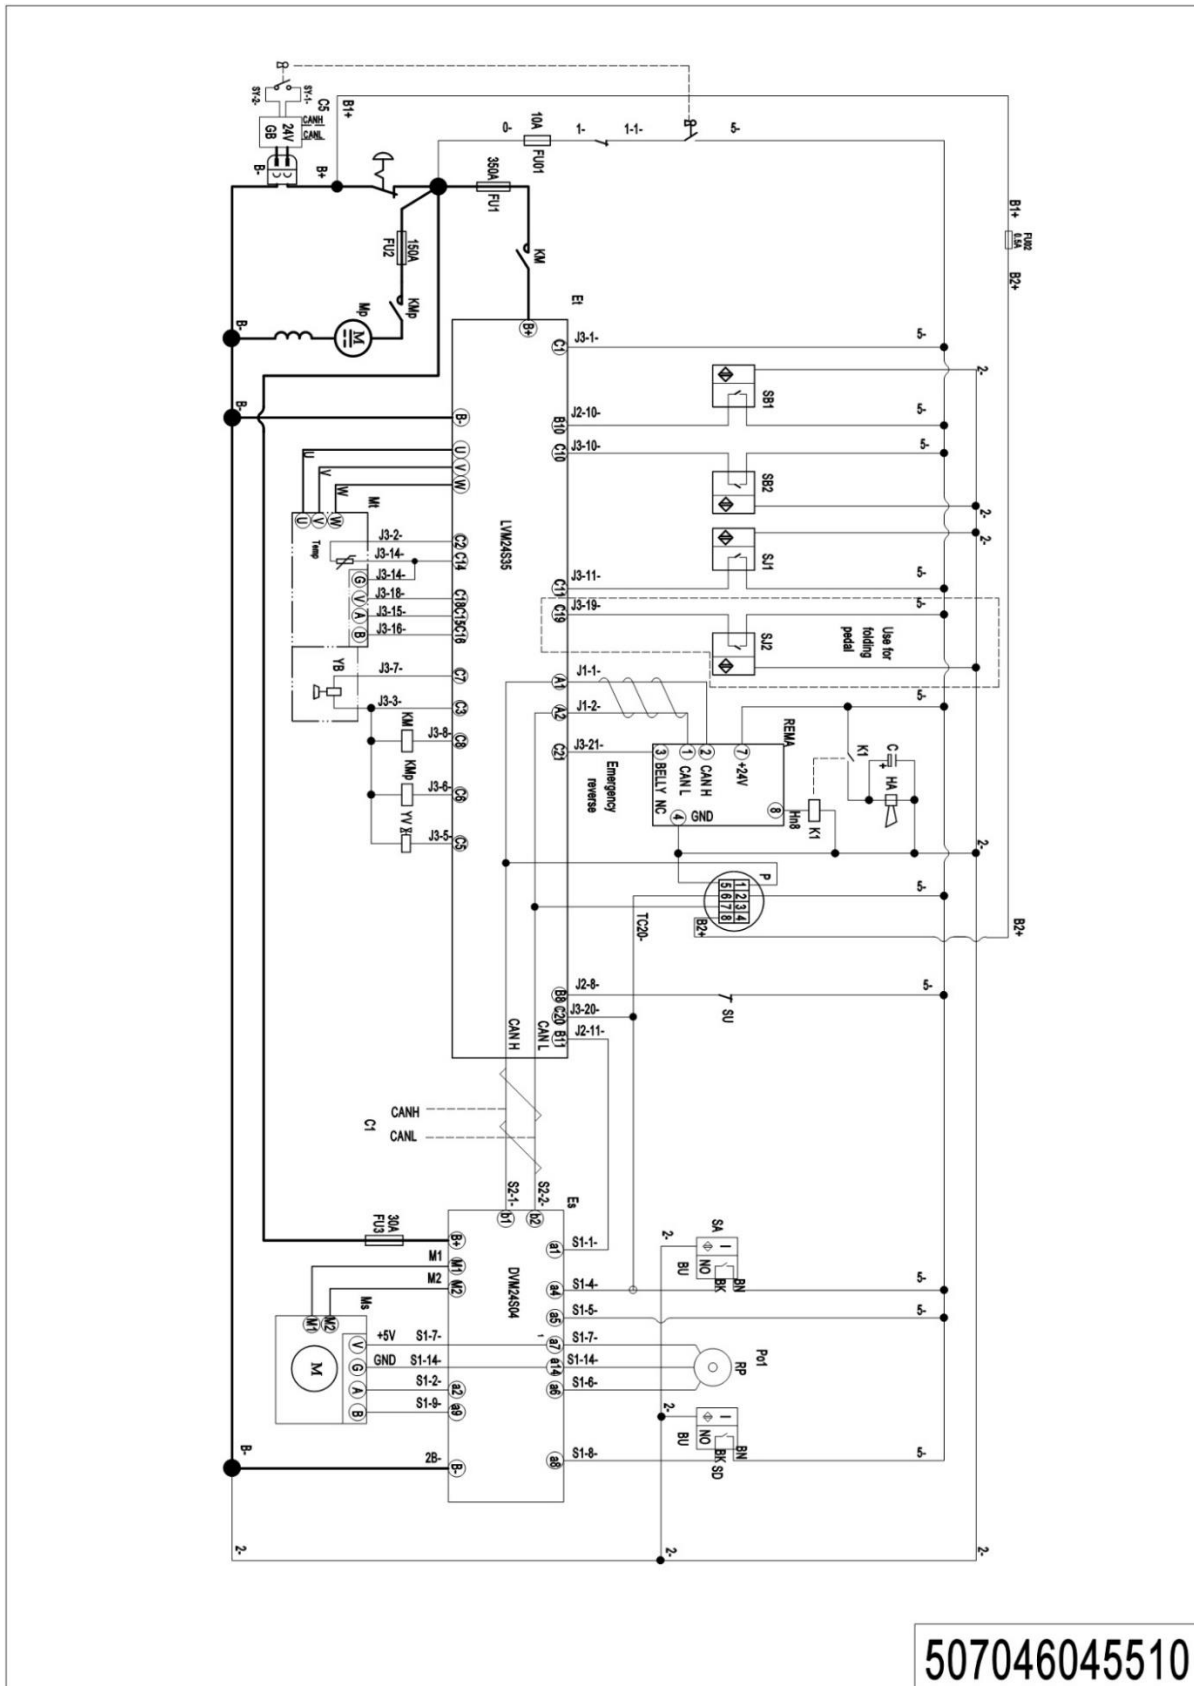 SY-2-
SY-1-
C5
CANH
CANL
24V
GB
B1+
B-
B+
0-
10A
FU01
1-
1-1-
5-
350A
FU1
150A
FU2
KM
KMp
Mp
M
B-
B-
B1+
FU02
0.5A
B2+
Et
B+
C1
J3-1-
5-
2-
SB1
B10
J2-10-
5-
C10
J3-10-
5-
SB2
2-
2-
SJ1
C11
J3-11-
5-
C19
J3-19-
5-
SJ2
Use for
folding
pedal
LVM24S35
B-
U
V
W
U
V
W
Mt
U
V
W
Temp
J3-2-
C2
J3-14-
C14
G
J3-14-
V
J3-18-
C18
A
J3-15-
C15
B
J3-16-
C16
YB
J3-7-
C7
J3-3-
C3
KM
J3-8-
C8
KMp
J3-6-
C6
YV
J3-5-
C5
A1
J1-1-
A2
J1-2-
C21
J3-21-
Emergency
reverse
REMA
3
1
2
7
BELLY NC
CAN L
CAN H
+24V
4
GND
8
Hn8
K1
K1
C
+
HA
5-
2-
P
5
1
6
2
7
3
8
4
5-
TC20-
B2+
B2+
B8
J2-8-
SU
5-
C20
J3-20-
B11
J2-11-
CAN H
CAN L
CANH
CANL
C1
S2-1-
S2-2-
b1
b2
Es
30A
FU3
B+
M1
M1
M2
M2
DVM24S04
a1
S1-1-
a4
S1-4-
5-
a5
S1-5-
5-
SA
2-
BU
NO
BK
BN
Ms
M1
M2
M
V
+5V
S1-7-
a7
S1-7-
G
GND
S1-14-
a14
S1-14-
A
S1-2-
a2
a6
S1-6-
B
S1-9-
a9
Po1
RP
2-
BU
NO
BK
BN
SD
a8
S1-8-
5-
B-
2B-
B-
2-
2-
2-
507046045510